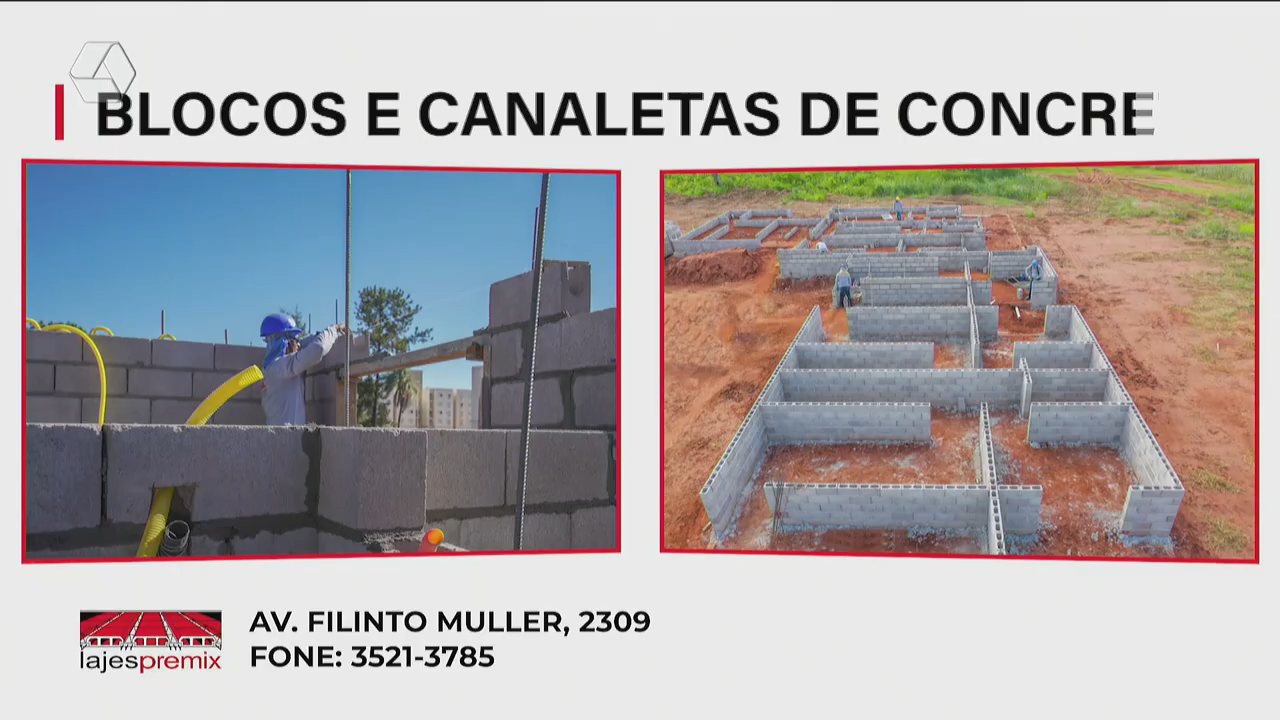 BLOCOS E CANALETAS DE CONCRE
lajespremix
AV. FILINTO MULLER, 2309
FONE: 3521-3785